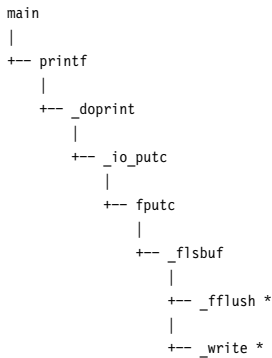 main
|
+-- printf
|
+-- _doprint
|
+-- _io_putc
|
+-- fputc
|
+-- _flsbuf
|
+-- _fflush *
|
+-- _write *